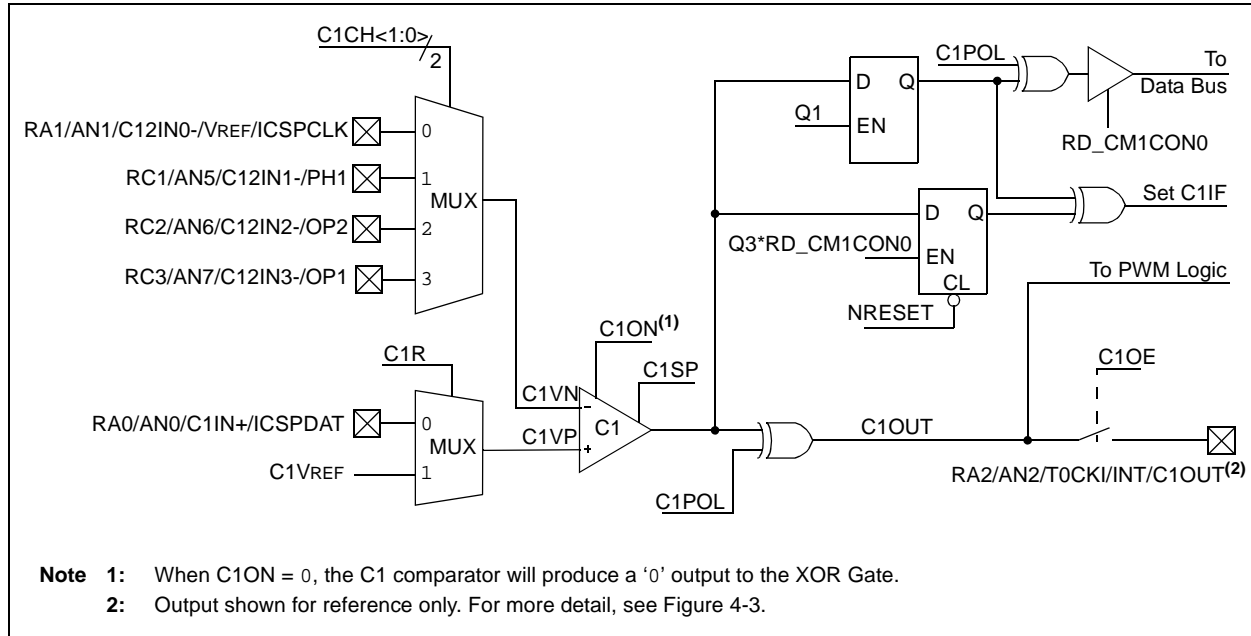 C1CH<1:0>
2
RA1/AN1/C12IN0-/VREF/ICSPCLK
0
RC1/AN5/C12IN1-/PH1
1
MUX
RC2/AN6/C12IN2-/OP2
2
RC3/AN7/C12IN3-/OP1
3
C1POL
To
Data Bus
D
Q
Q1
EN
RD_CM1CON0
D
Q
Set C1IF
Q3*RD_CM1CON0
EN
CL
To PWM Logic
NRESET
C1ON(1)
C1R
C1SP
C1OE
C1VN
-
RA0/AN0/C1IN+/ICSPDAT
0
MUX
C1VP
+
C1
C1OUT
C1VREF
1
RA2/AN2/T0CKI/INT/C1OUT(2)
C1POL
Note 1: When C1ON = 0, the C1 comparator will produce a ‘0’ output to the XOR Gate.
2: Output shown for reference only. For more detail, see Figure 4-3.